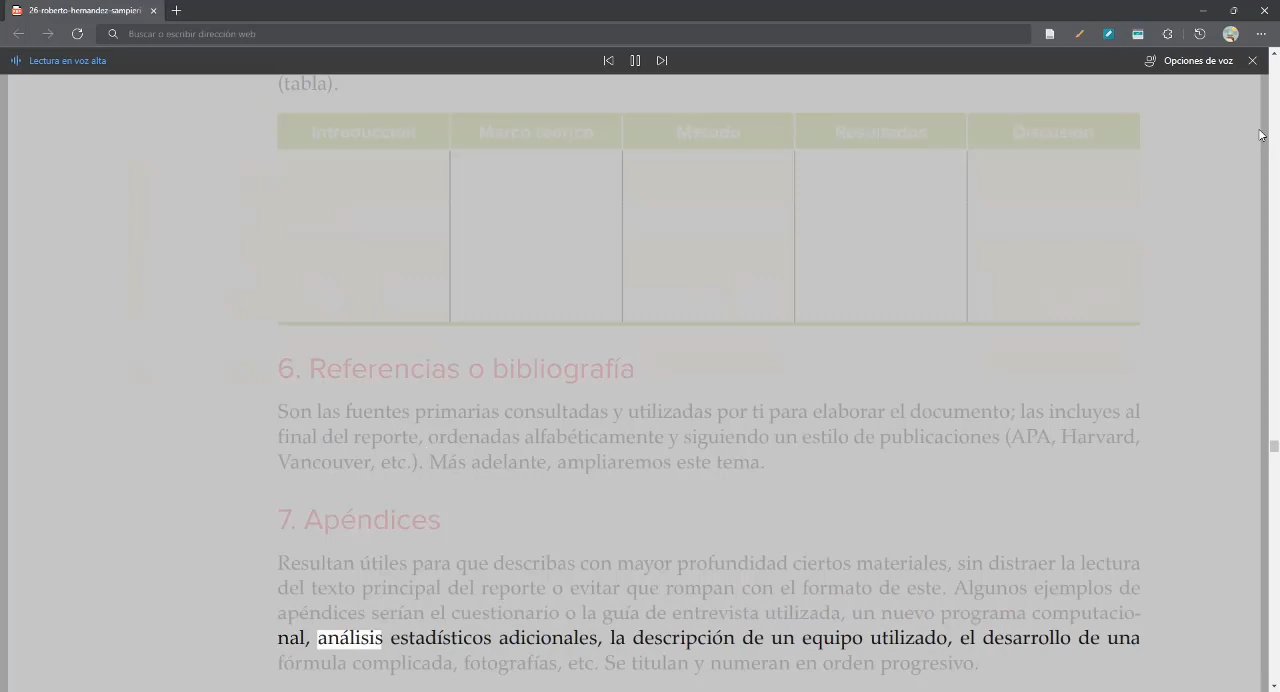 26-roberto-hernandez-sampieri
Buscar o escribir dirección web
Lectura en voz alta
Opciones de voz
(tabla).
Introducción Marco teórico Método Resultados Discusión
6. Referencias o bibliografía
Son las fuentes primarias consultadas y utilizadas por ti para elaborar el documento; las incluyes al
final del reporte, ordenadas alfabéticamente y siguiendo un estilo de publicaciones (APA, Harvard,
Vancouver, etc.). Más adelante, ampliaremos este tema.
7. Apéndices
Resultan útiles para que describas con mayor profundidad ciertos materiales, sin distraer la lectura
del texto principal del reporte o evitar que rompan con el formato de este. Algunos ejemplos de
apéndices serían el cuestionario o la guía de entrevista utilizada, un nuevo programa computacio-
nal, análisis estadísticos adicionales, la descripción de un equipo utilizado, el desarrollo de una
fórmula complicada, fotografías, etc. Se titulan y numeran en orden progresivo.